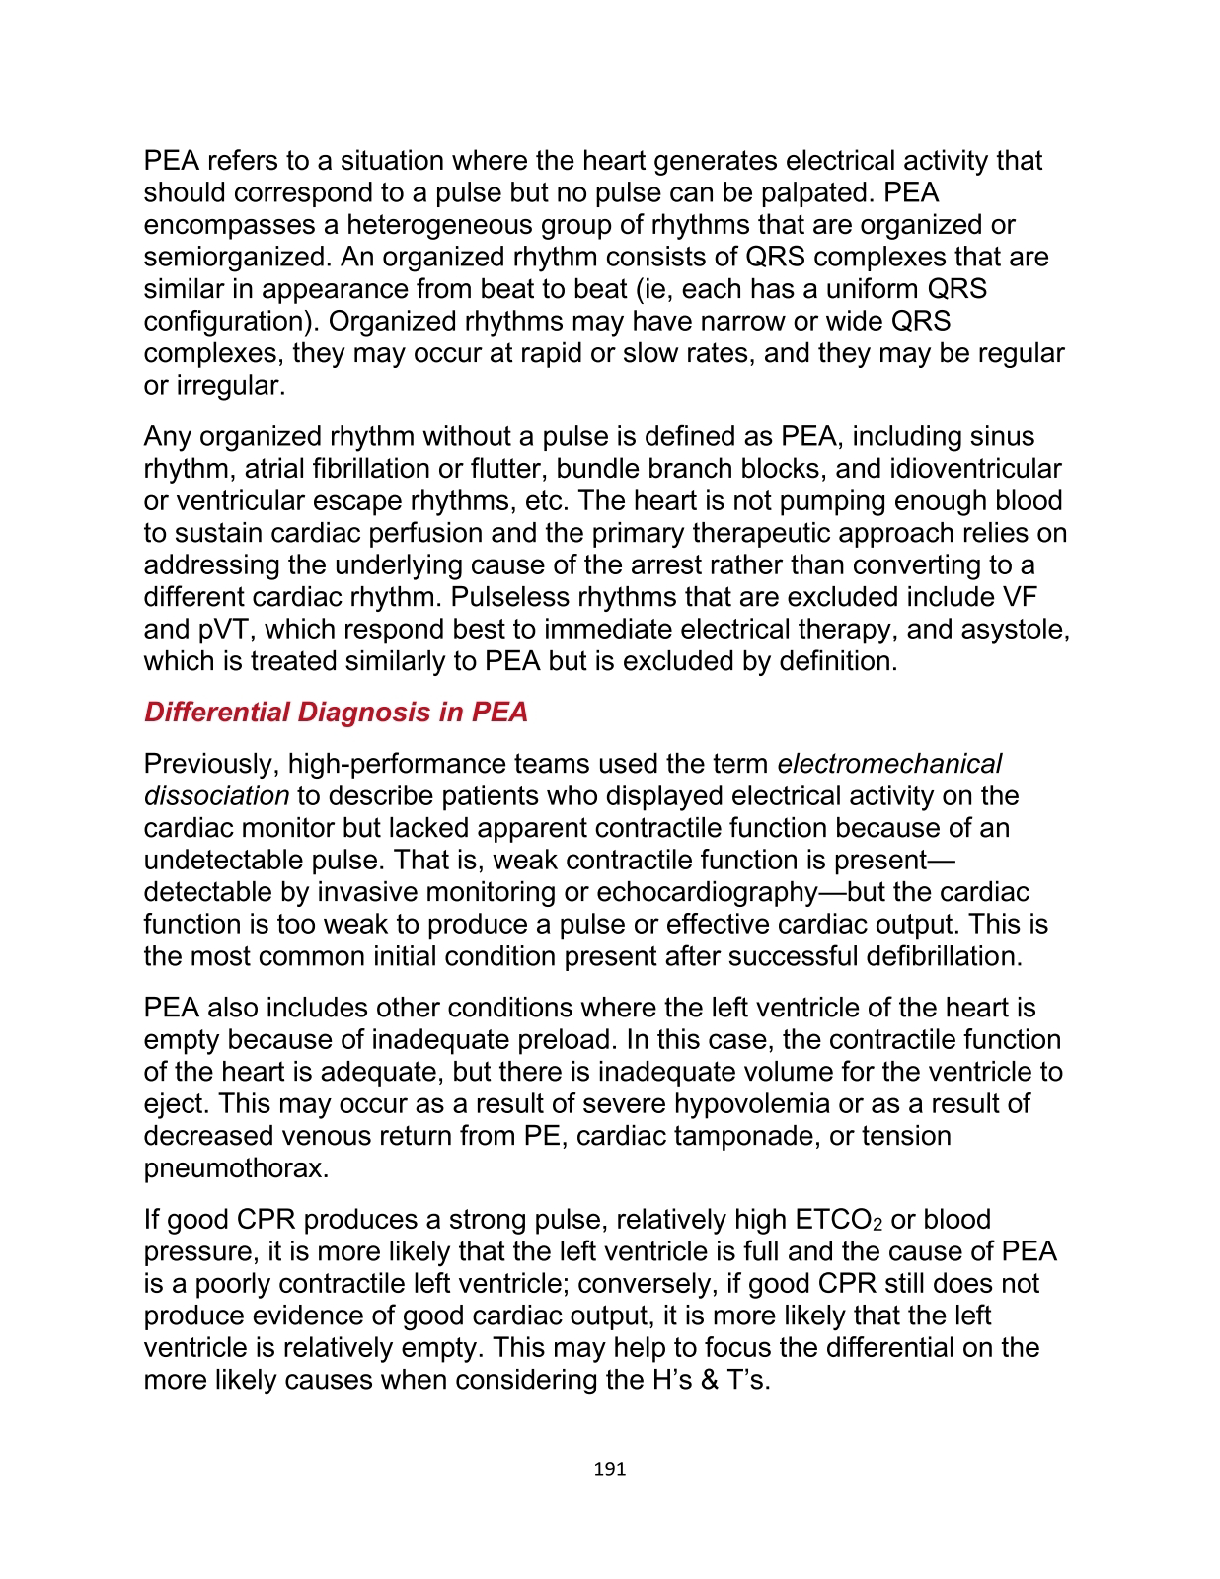 PEA refers to a situation where the heart generates electrical activity that
should correspond to a pulse but no pulse can be palpated. PEA
encompasses a heterogeneous group of rhythms that are organized or
semiorganized. An organized rhythm consists of QRS complexes that are
similar in appearance from beat to beat (ie, each has a uniform QRS
configuration). Organized rhythms may have narrow or wide QRS
complexes, they may occur at rapid or slow rates, and they may be regular
or irregular.
Any organized rhythm without a pulse is defined as PEA, including sinus
rhythm, atrial fibrillation or flutter, bundle branch blocks, and idioventricular
or ventricular escape rhythms, etc. The heart is not pumping enough blood
to sustain cardiac perfusion and the primary therapeutic approach relies on
addressing the underlying cause of the arrest rather than converting to a
different cardiac rhythm. Pulseless rhythms that are excluded include VF
and pVT, which respond best to immediate electrical therapy, and asystole,
which is treated similarly to PEA but is excluded by definition.
Differential Diagnosis in PEA
Previously, high-performance teams used the term electromechanical
dissociation to describe patients who displayed electrical activity on the
cardiac monitor but lacked apparent contractile function because of an
undetectable pulse. That is, weak contractile function is present—
detectable by invasive monitoring or echocardiography—but the cardiac
function is too weak to produce a pulse or effective cardiac output. This is
the most common initial condition present after successful defibrillation.
PEA also includes other conditions where the left ventricle of the heart is
empty because of inadequate preload. In this case, the contractile function
of the heart is adequate, but there is inadequate volume for the ventricle to
eject. This may occur as a result of severe hypovolemia or as a result of
decreased venous return from PE, cardiac tamponade, or tension
pneumothorax.
If good CPR produces a strong pulse, relatively high ETCO₂ or blood
pressure, it is more likely that the left ventricle is full and the cause of PEA
is a poorly contractile left ventricle; conversely, if good CPR still does not
produce evidence of good cardiac output, it is more likely that the left
ventricle is relatively empty. This may help to focus the differential on the
more likely causes when considering the H’s & T’s.
191